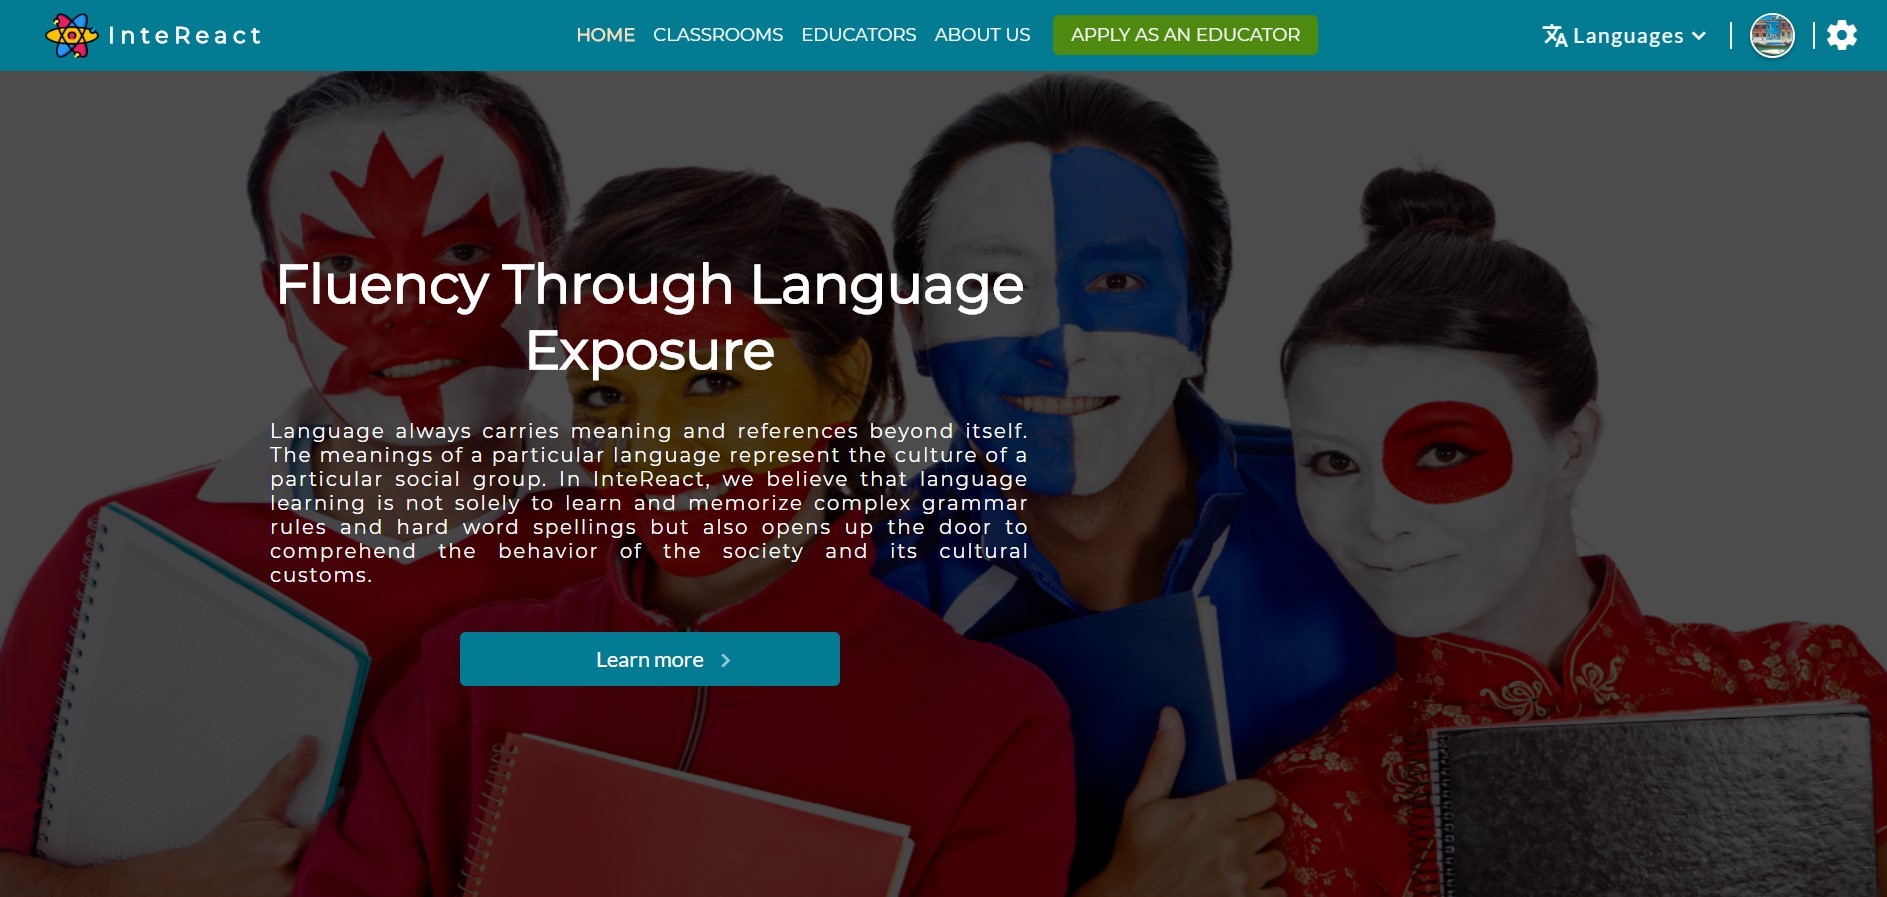 InteReact
HOME CLASSROOMS EDUCATORS ABOUT US APPLY AS AN EDUCATOR
Languages
Fluency Through Language
Exposure
Language always carries meaning and references beyond itself.
The meanings of a particular language represent the culture of a
particular social group. In InteReact, we believe that language
learning is not solely to learn and memorize complex grammar
rules and hard word spellings but also opens up the door to
comprehend the behavior of the society and its cultural
customs.
Learn more